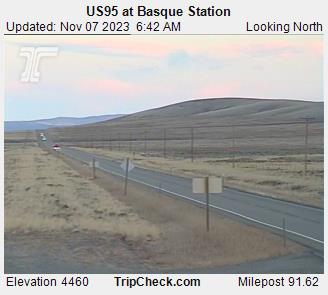 US95 at Basque Station
Updated: Nov 07 2023 6:42 AM Looking North
Elevation 4460 TripCheck.com Milepost 91.62